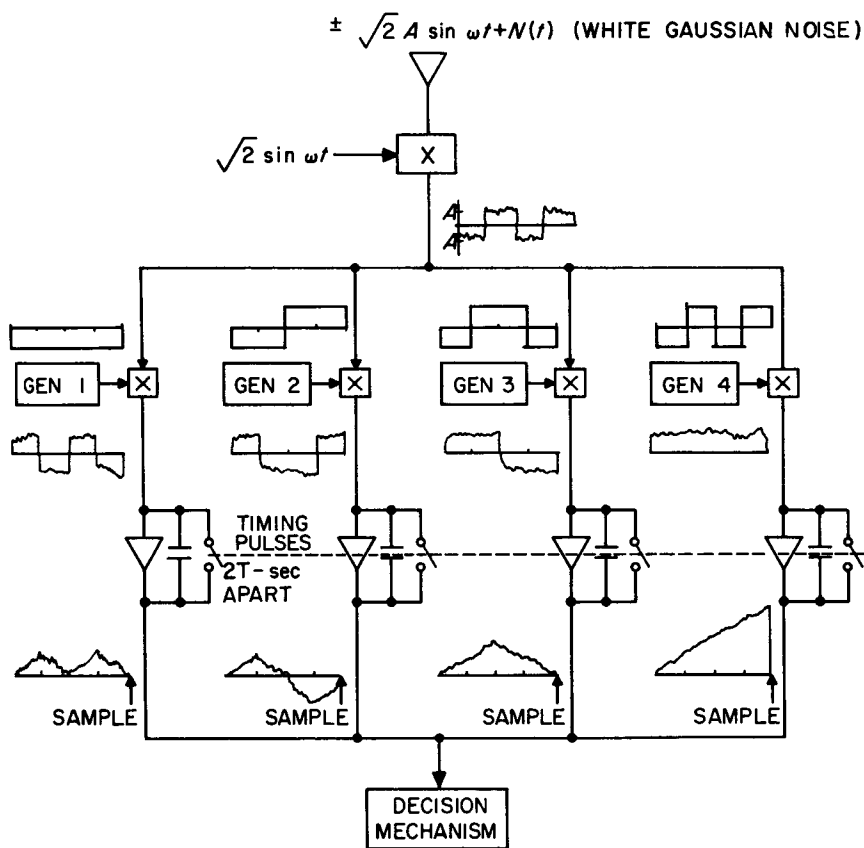 ± √2 A sin ωt+N(t) (WHITE GAUSSIAN NOISE)
√2 sin ωt
X
A
A
GEN 1
X
GEN 2
X
GEN 3
X
GEN 4
X
TIMING
PULSES
2T-sec
APART
SAMPLE
SAMPLE
SAMPLE
SAMPLE
DECISION
MECHANISM